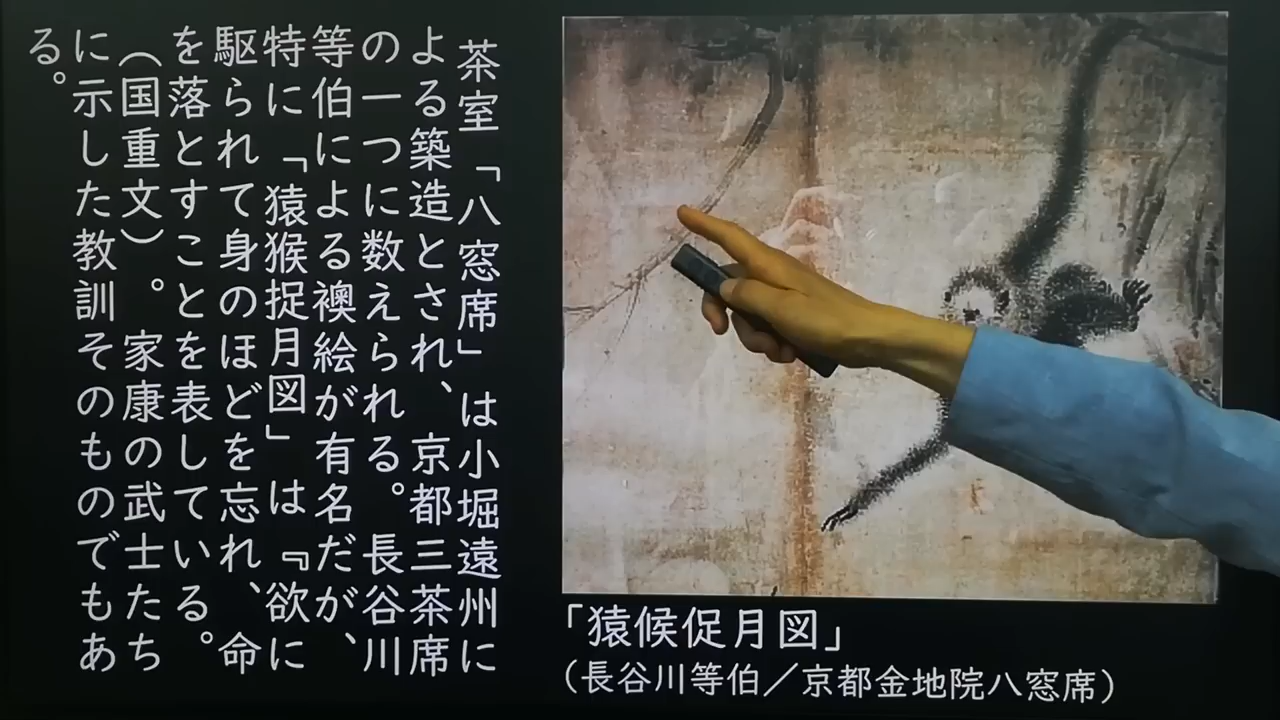 茶室「八窓席」は小堀遠州に
よる築造とされ、京都三茶席
の一つに数えられる。長谷川
等伯による襖絵が有名だが、
特に「猿猴捉月図」は『欲に
駆られて身のほどを忘れ、命
を落とすことを表している。
（国重文）。家康の武士たち
に示した教訓そのものでもあ
る。
「猿候促月図」
（長谷川等伯／京都金地院八窓席）